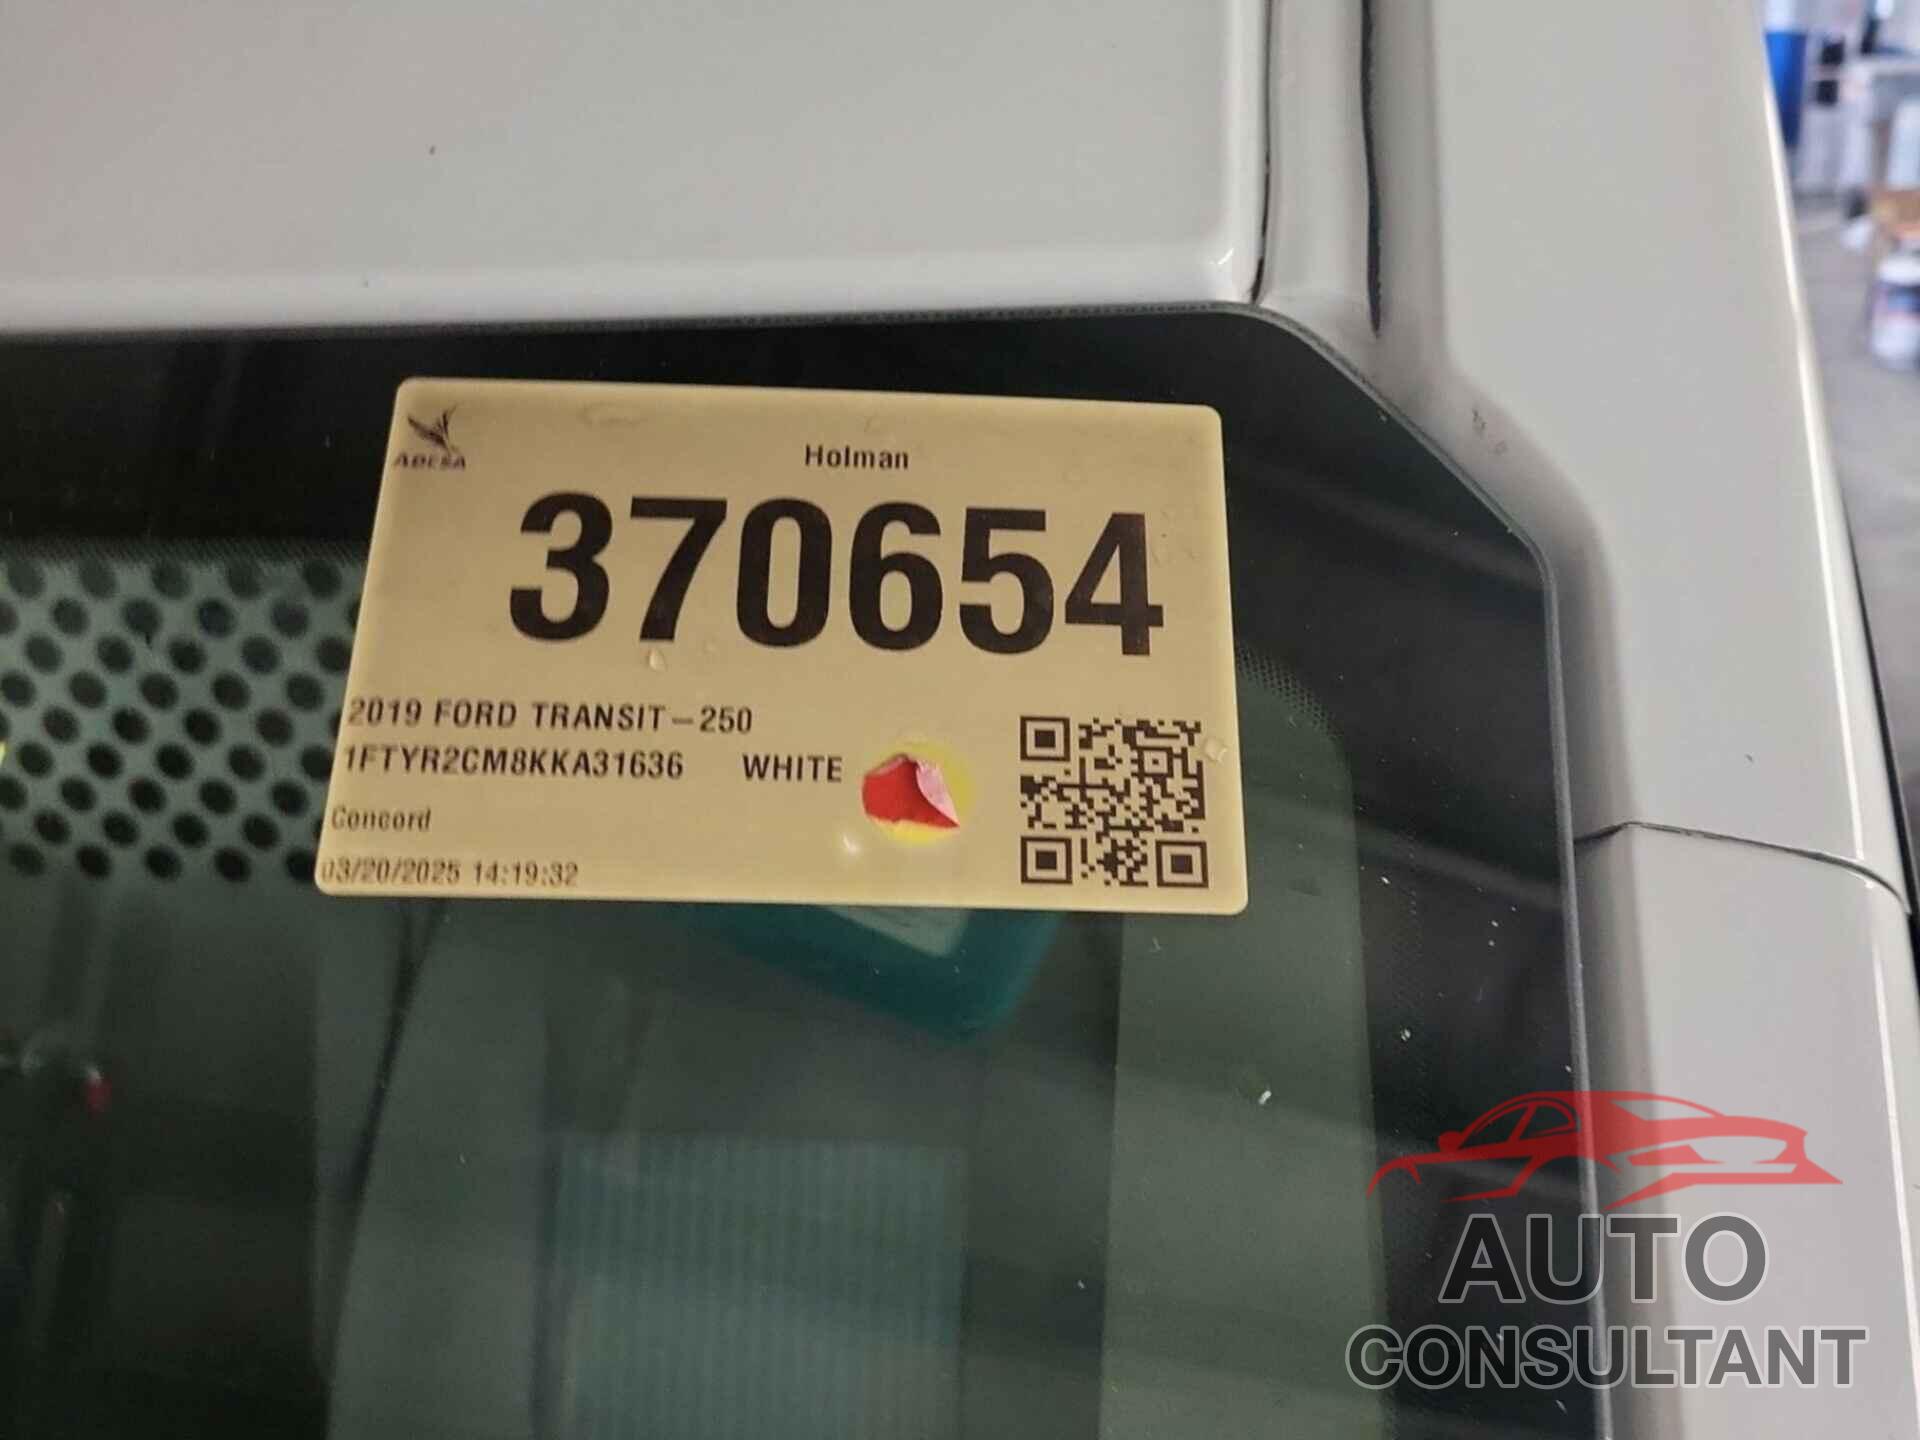 ADESA
Holman
370654
2019 FORD TRANSIT-250
1FTYR2CM8KKA31636 WHITE
Concord
03/20/2025 14:19:32
AUTO
CONSULTANT